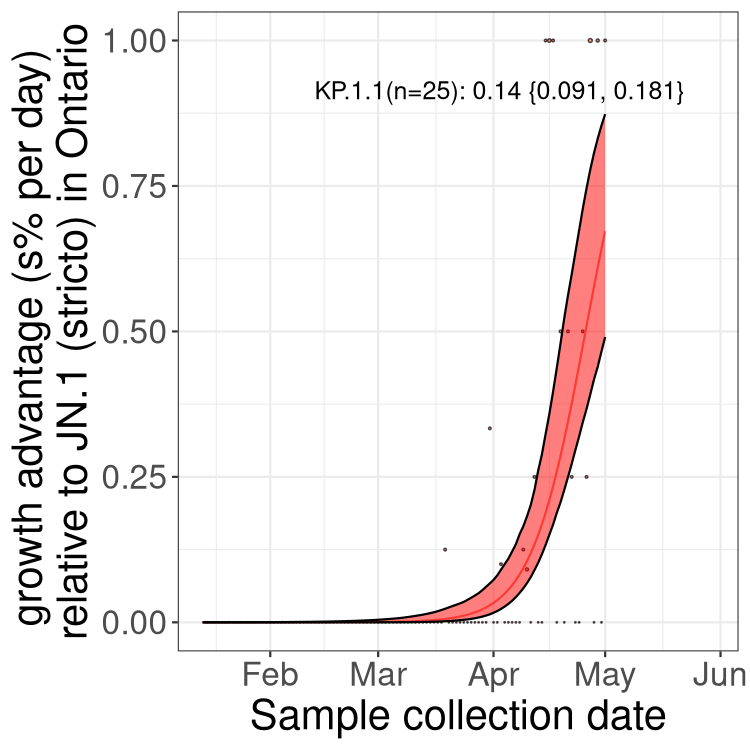 growth advantage (s% per day)
relative to JN.1 (stricto) in Ontario
1.00
0.75
0.50
0.25
0.00
KP.1.1(n=25): 0.14 {0.091, 0.181}
Feb Mar Apr May Jun
Sample collection date